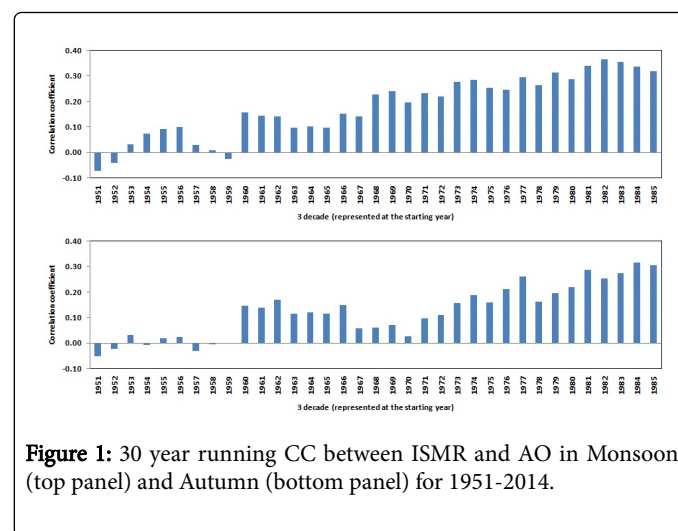 0.40
0.30
0.20
0.10
0.00
-0.10
Correlation coefficient
1951 1952 1953 1954 1955 1956 1957 1958 1959 1960 1961 1962 1963 1964 1965 1966 1967 1968 1969 1970 1971 1972 1973 1974 1975 1976 1977 1978 1979 1980 1981 1982 1983 1984 1985
3 decade (represented at the starting year)
0.40
0.30
0.20
0.10
0.00
-0.10
Correlation coefficient
1951 1952 1953 1954 1955 1956 1957 1958 1959 1960 1961 1962 1963 1964 1965 1966 1967 1968 1969 1970 1971 1972 1973 1974 1975 1976 1977 1978 1979 1980 1981 1982 1983 1984 1985
3 decade (represented at the starting year)
Figure 1: 30 year running CC between ISMR and AO in Monsoon
(top panel) and Autumn (bottom panel) for 1951-2014.